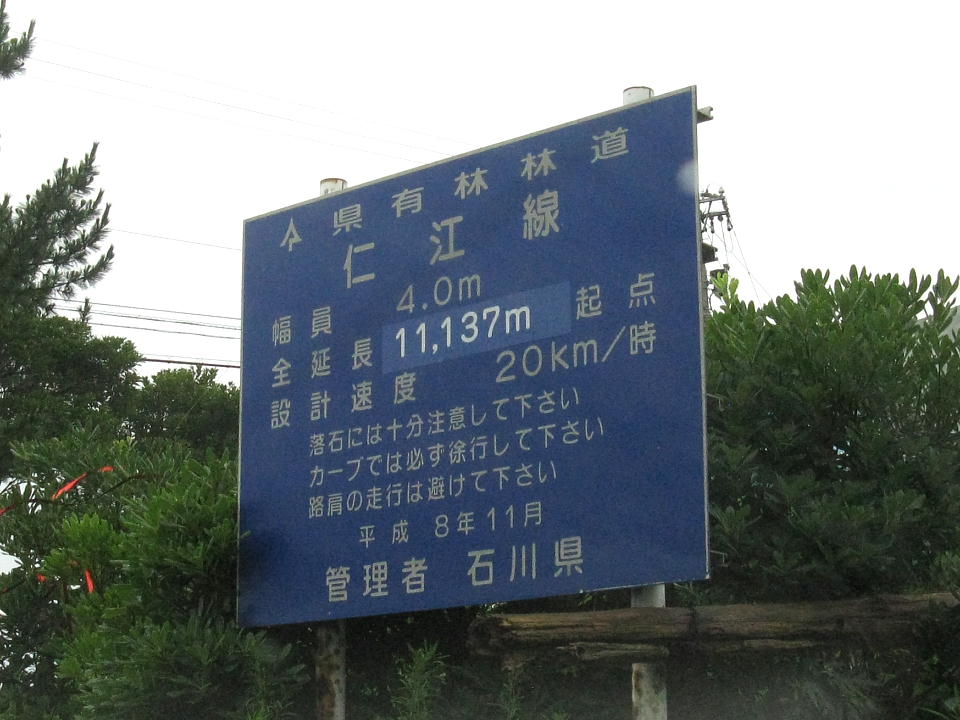 県有林林道
仁江線
幅員 4.0m
全延長 11,137m 起点
設計速度 20km/時
落石には十分注意して下さい
カーブでは必ず徐行して下さい
路肩の走行は避けて下さい
平成 8年11月
管理者 石川県